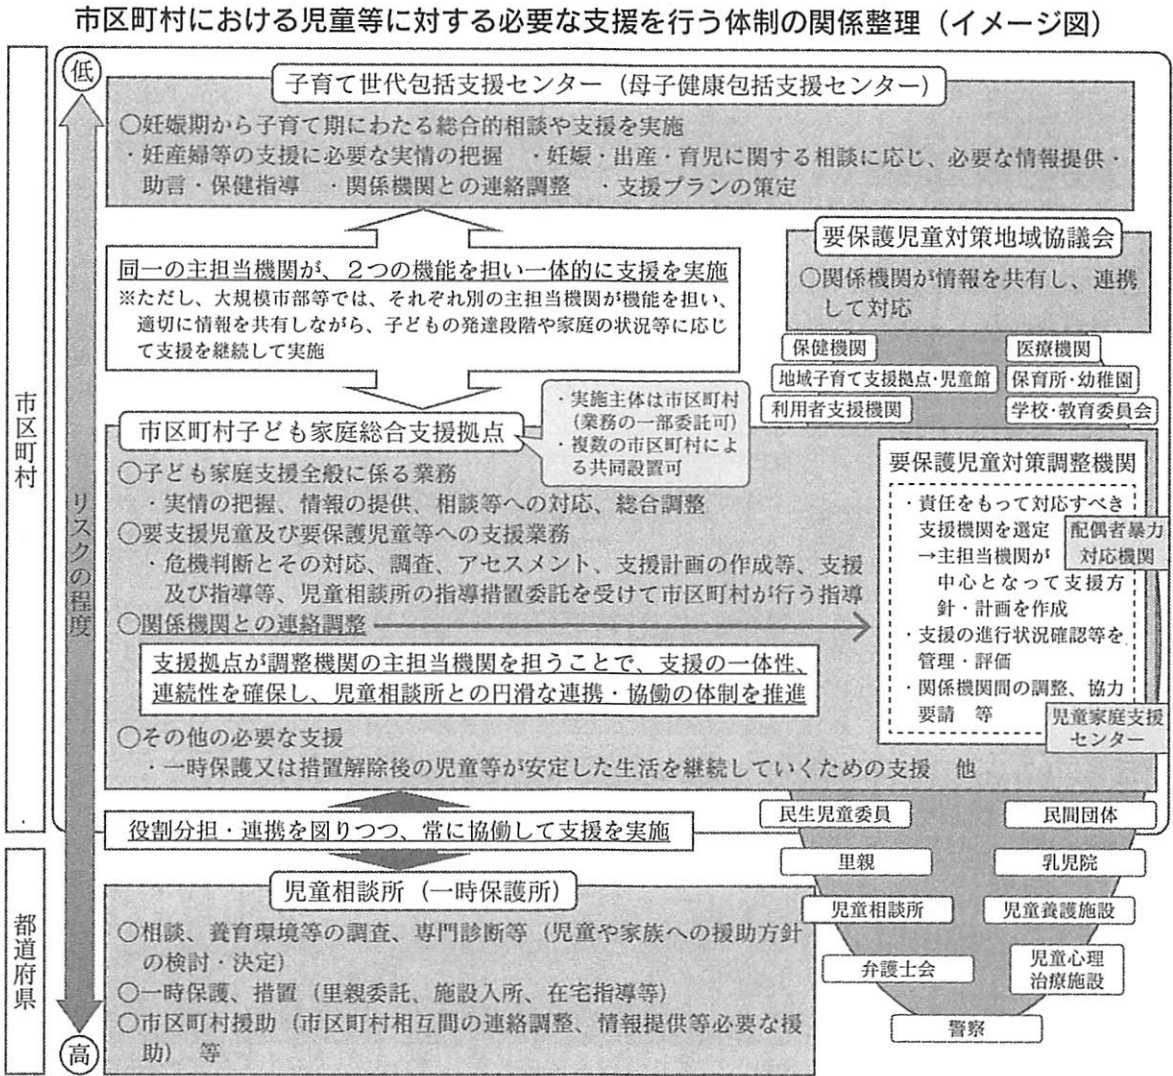 市区町村における児童等に対する必要な支援を行う体制の関係整理（イメージ図）
市区町村
都道府県
低
リスクの程度
高
子育て世代包括支援センター（母子健康包括支援センター）
○妊娠期から子育て期にわたる総合的相談や支援を実施
・妊産婦等の支援に必要な実情の把握　・妊娠・出産・育児に関する相談に応じ、必要な情報提供・
助言・保健指導　・関係機関との連絡調整　・支援プランの策定
同一の主担当機関が、２つの機能を担い一体的に支援を実施
※ただし、大規模市部等では、それぞれ別の主担当機関が機能を担い、
適切に情報を共有しながら、子どもの発達段階や家庭の状況等に応じ
て支援を継続して実施
市区町村子ども家庭総合支援拠点
・実施主体は市区町村
（業務の一部委託可）
・複数の市区町村によ
る共同設置可
○子ども家庭支援全般に係る業務
・実情の把握、情報の提供、相談等への対応、総合調整
○要支援児童及び要保護児童等への支援業務
・危機判断とその対応、調査、アセスメント、支援計画の作成等、支援
及び指導等、児童相談所の指導措置委託を受けて市区町村が行う指導
○関係機関との連絡調整
支援拠点が調整機関の主担当機関を担うことで、支援の一体性、
連続性を確保し、児童相談所との円滑な連携・協働の体制を推進
○その他の必要な支援
・一時保護又は措置解除後の児童等が安定した生活を継続していくための支援　他
役割分担・連携を図りつつ、常に協働して支援を実施
児童相談所（一時保護所）
○相談、養育環境等の調査、専門診断等（児童や家族への援助方針
の検討・決定）
○一時保護、措置（里親委託、施設入所、在宅指導等）
○市区町村援助（市区町村相互間の連絡調整、情報提供等必要な援
助）　等
要保護児童対策地域協議会
○関係機関が情報を共有し、連携
して対応
保健機関
医療機関
地域子育て支援拠点・児童館
保育所・幼稚園
利用者支援機関
学校・教育委員会
要保護児童対策調整機関
・責任をもって対応すべき
支援機関を選定
→主担当機関が
中心となって支援方
針・計画を作成
・支援の進行状況確認等を
管理・評価
・関係機関間の調整、協力
要請　等
配偶者暴力
対応機関
児童家庭支援
センター
民生児童委員
民間団体
里親
乳児院
児童相談所
児童養護施設
弁護士会
児童心理
治療施設
警察